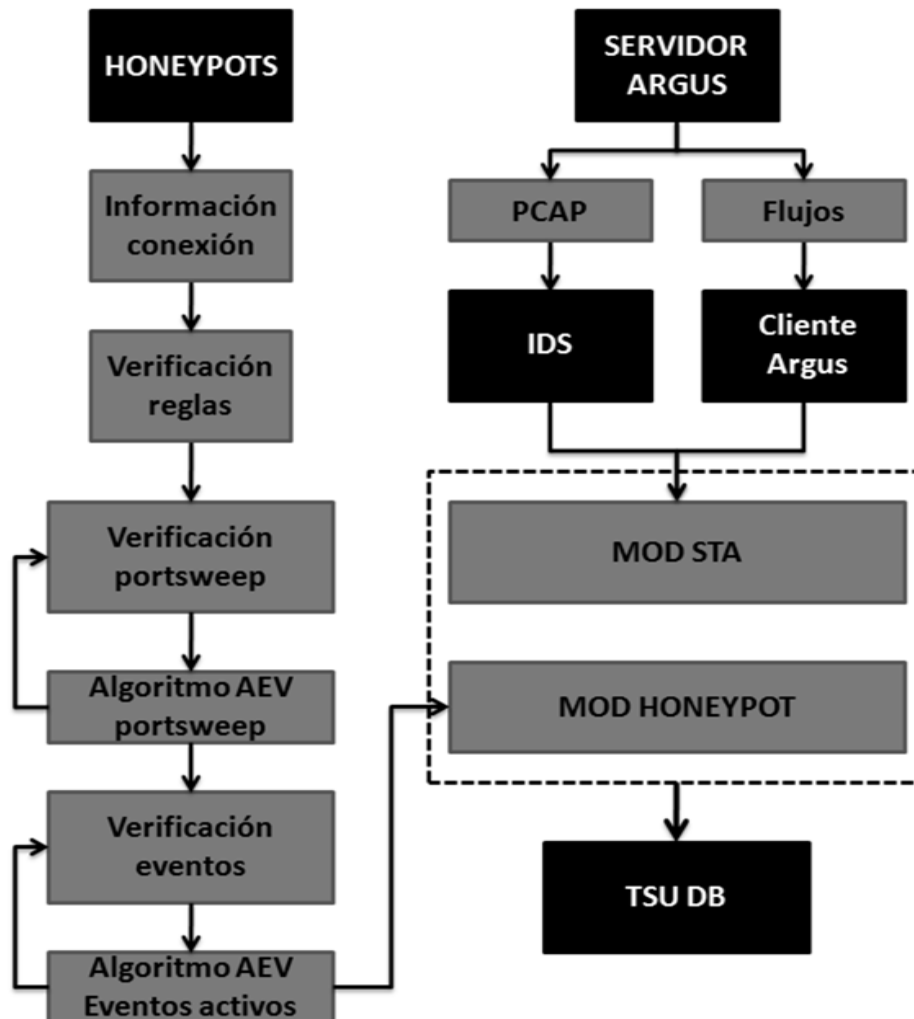 HONEYPOTS
Información
conexión
Verificación
reglas
Verificación
portsweep
Algoritmo AEV
portsweep
Verificación
eventos
Algoritmo AEV
Eventos activos
SERVIDOR
ARGUS
PCAP
Flujos
IDS
Cliente
Argus
MOD STA
MOD HONEYPOT
TSU DB